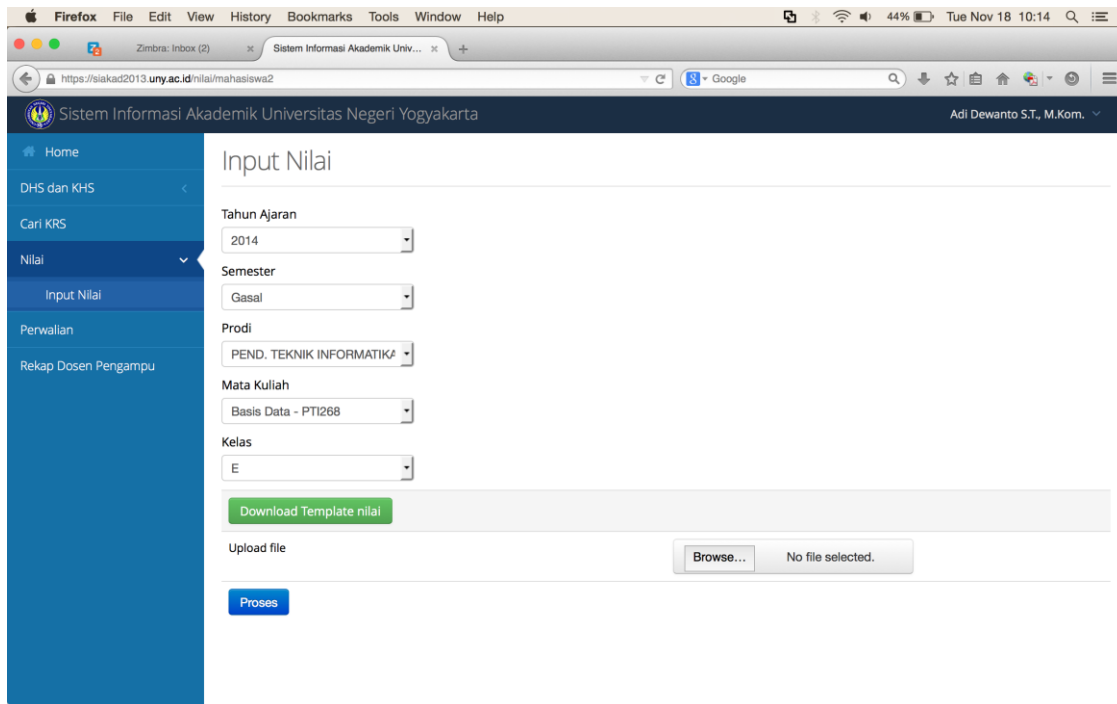 Firefox File Edit View History Bookmarks Tools Window Help 44% Tue Nov 18 10:14
Zimbra: Inbox (2) × Sistem Informasi Akademik Univ... × +
https://siakad2013.uny.ac.id/nilai/mahasiswa2 Google
Sistem Informasi Akademik Universitas Negeri Yogyakarta Adi Dewanto S.T., M.Kom.
Home
DHS dan KHS
Cari KRS
Nilai
Input Nilai
Perwalian
Rekap Dosen Pengampu
Input Nilai
Tahun Ajaran
2014
Semester
Gasal
Prodi
PEND. TEKNIK INFORMATIKA
Mata Kuliah
Basis Data - PTI268
Kelas
E
Download Template nilai
Upload file Browse... No file selected.
Proses